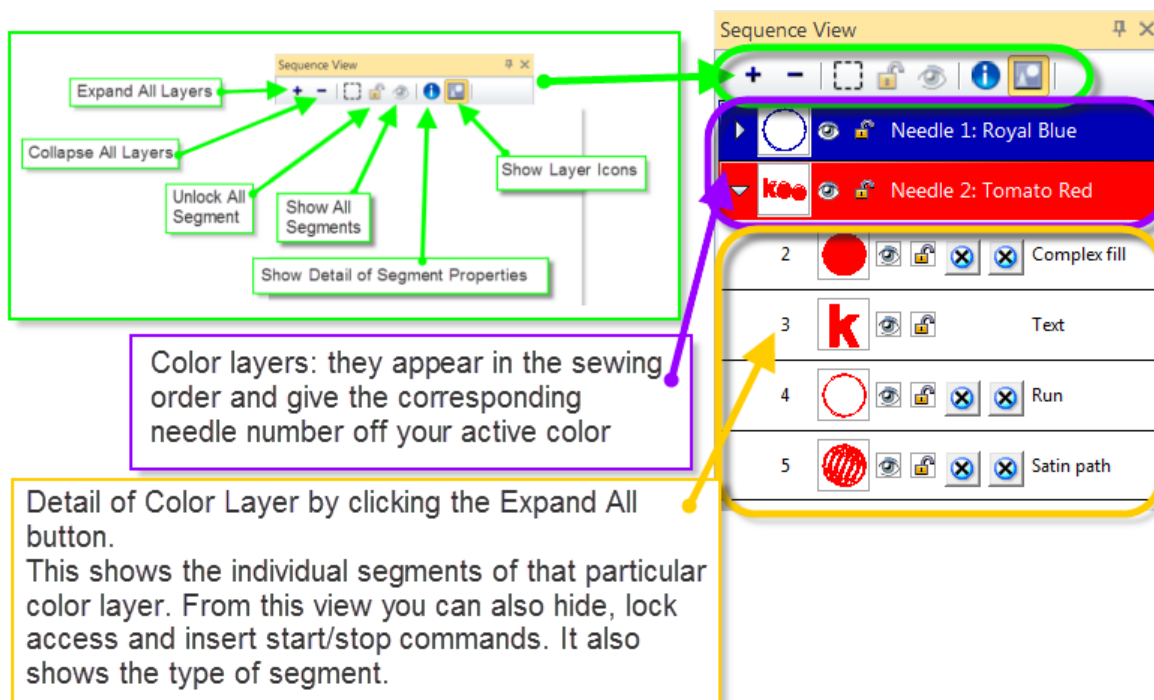 Sequence View
Expand All Layers
Collapse All Layers
Unlock All
Segment
Show All
Segments
Show Detail of Segment Properties
Show Layer Icons
Sequence View
Needle 1: Royal Blue
Needle 2: Tomato Red
2 Complex fill
3 k Text
4 Run
5 Satin path
Color layers: they appear in the sewing
order and give the corresponding
needle number off your active color
Detail of Color Layer by clicking the Expand All
button.
This shows the individual segments of that particular
color layer. From this view you can also hide, lock
access and insert start/stop commands. It also
shows the type of segment.